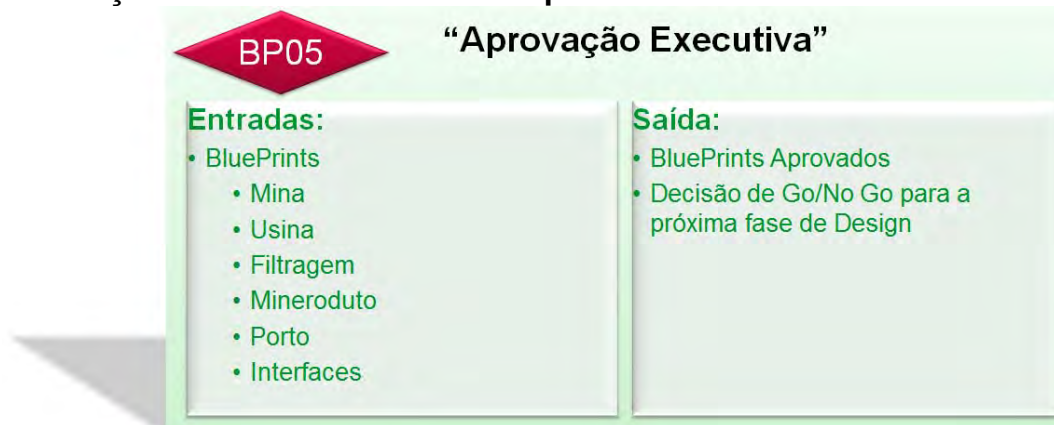 BP05
“Aprovação Executiva”
Entradas:
• BluePrints
• Mina
• Usina
• Filtragem
• Mineroduto
• Porto
• Interfaces
Saída:
• BluePrints Aprovados
• Decisão de Go/No Go para a
próxima fase de Design